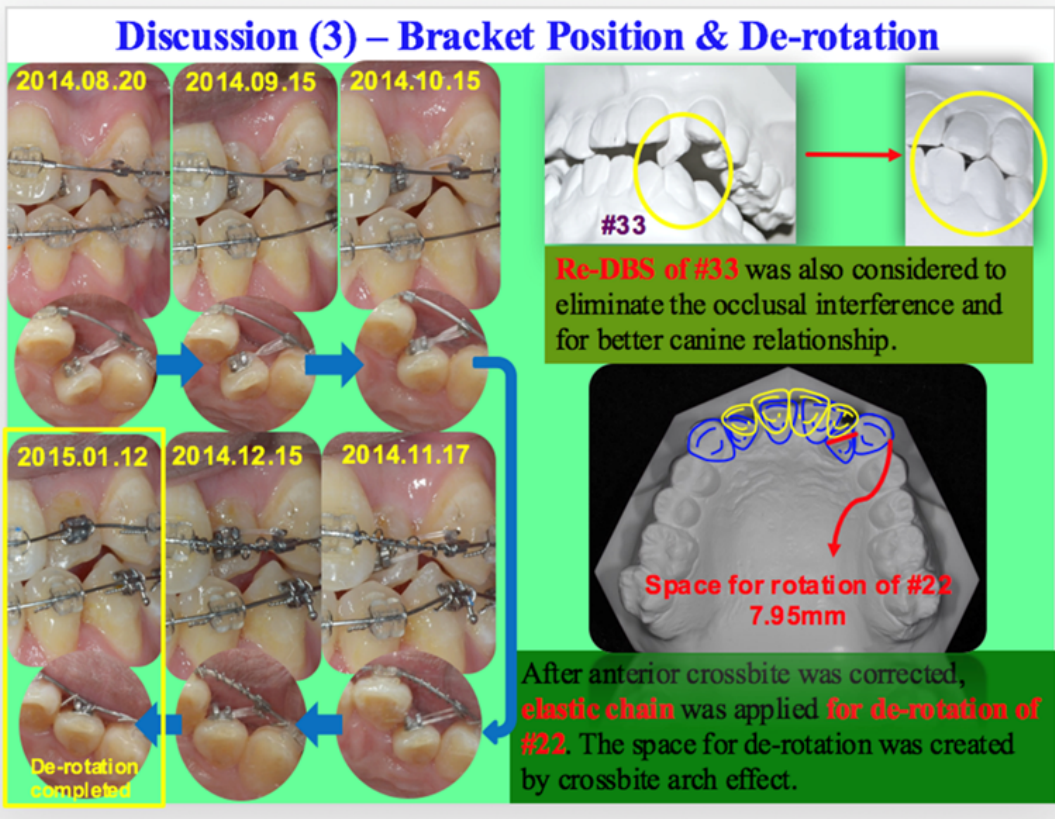 Discussion (3) – Bracket Position & De-rotation
2014.08.20
2014.09.15
2014.10.15
2015.01.12
2014.12.15
2014.11.17
De-rotation
completed
#33
Re-DBS of #33 was also considered to
eliminate the occlusal interference and
for better canine relationship.
Space for rotation of #22
7.95mm
After anterior crossbite was corrected,
elastic chain was applied for de-rotation of
#22. The space for de-rotation was created
by crossbite arch effect.